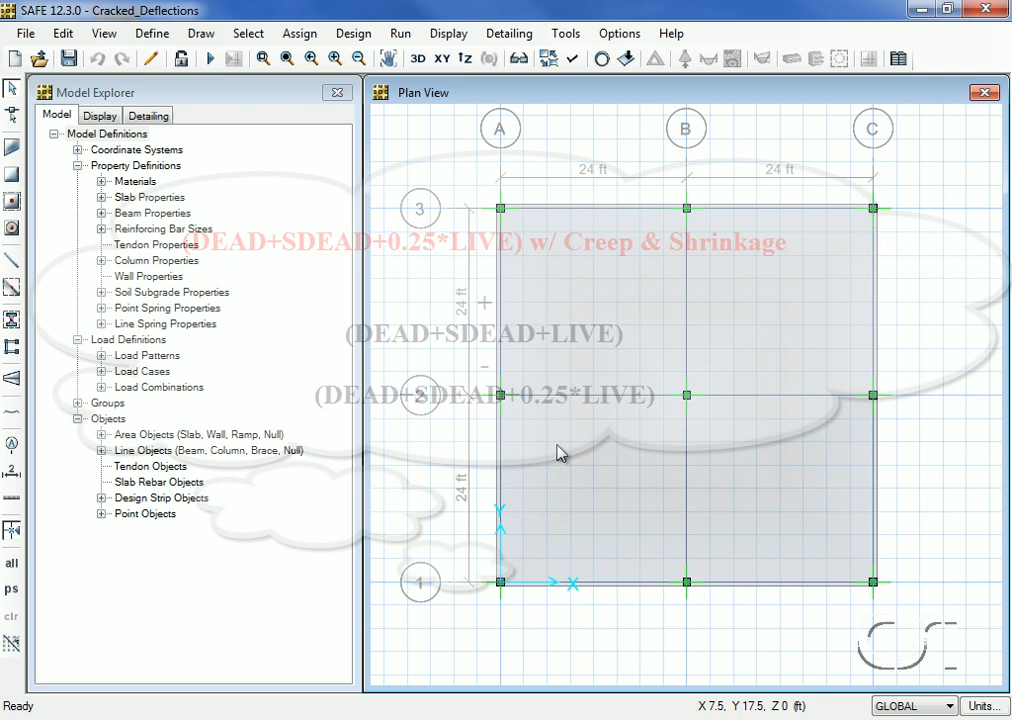 SAFE 12.3.0 - Cracked_Deflections
File Edit View Define Draw Select Assign Design Run Display Detailing Tools Options Help
3D XY ↑Z
Model Explorer
Model Display Detailing
Model Definitions
Coordinate Systems
Property Definitions
Materials
Slab Properties
Beam Properties
Reinforcing Bar Sizes
Tendon Properties
Column Properties
Wall Properties
Soil Subgrade Properties
Point Spring Properties
Line Spring Properties
Load Definitions
Load Patterns
Load Cases
Load Combinations
Groups
Objects
Area Objects (Slab, Wall, Ramp, Null)
Line Objects (Beam, Column, Brace, Null)
Tendon Objects
Slab Rebar Objects
Design Strip Objects
Point Objects
all
ps
clr
Plan View
A B C
24 ft 24 ft
3
(DEAD+SDEAD+0.25*LIVE) w/ Creep & Shrinkage
24 ft
+
(DEAD+SDEAD+LIVE)
-
2
(DEAD+SDEAD+0.25*LIVE)
24 ft
Y
1
X
CSI
Ready
X 7.5, Y 17.5, Z 0 (ft)
GLOBAL
Units...